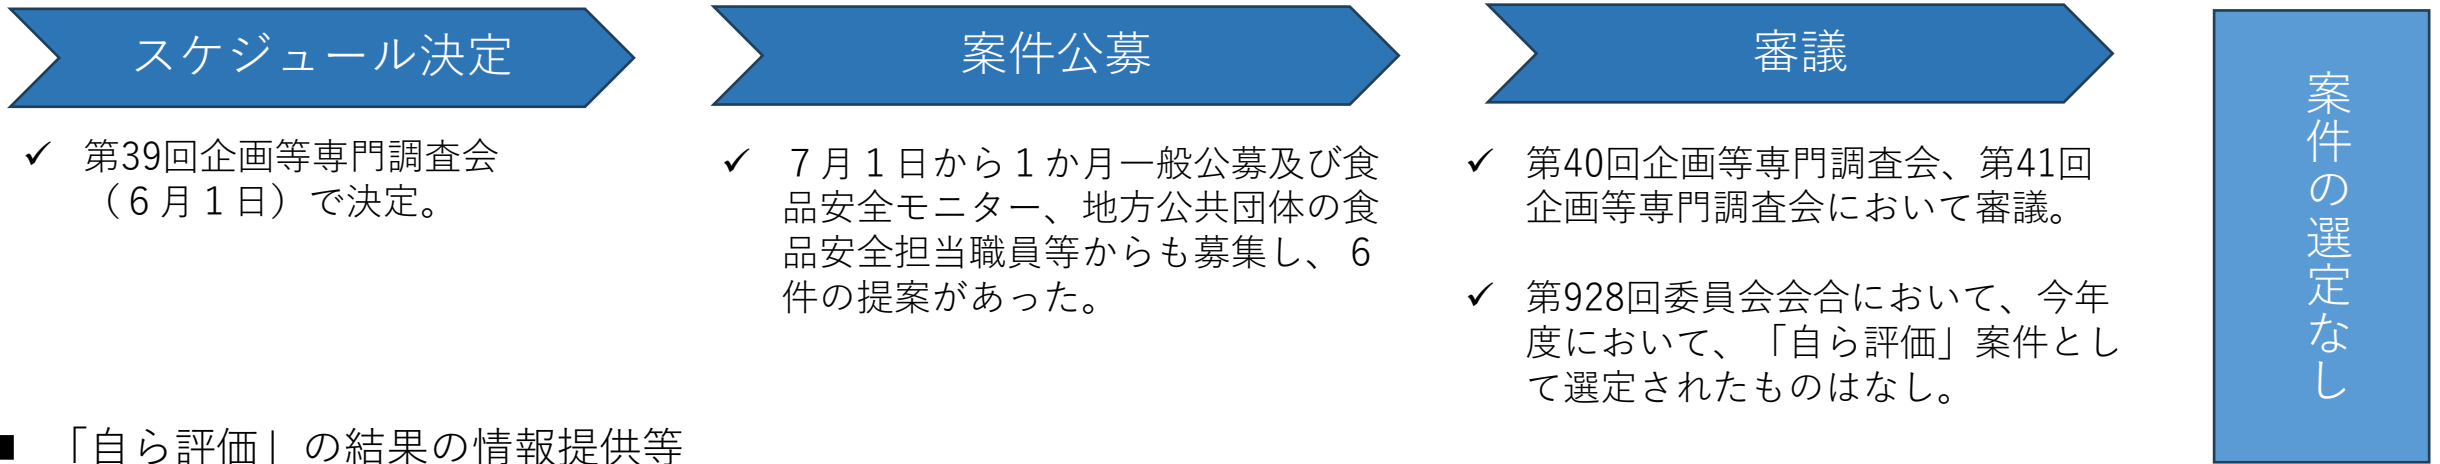 スケジュール決定
✓ 第39回企画等専門調査会
（６月１日）で決定。
案件公募
✓ ７月１日から１か月一般公募及び食
品安全モニター、地方公共団体の食
品安全担当職員等からも募集し、６
件の提案があった。
審議
✓ 第40回企画等専門調査会、第41回
企画等専門調査会において審議。
✓ 第928回委員会会合において、今年
度において、「自ら評価」案件とし
て選定されたものはなし。
案件の選定なし
■ 「自ら評価」の結果の情報提供等